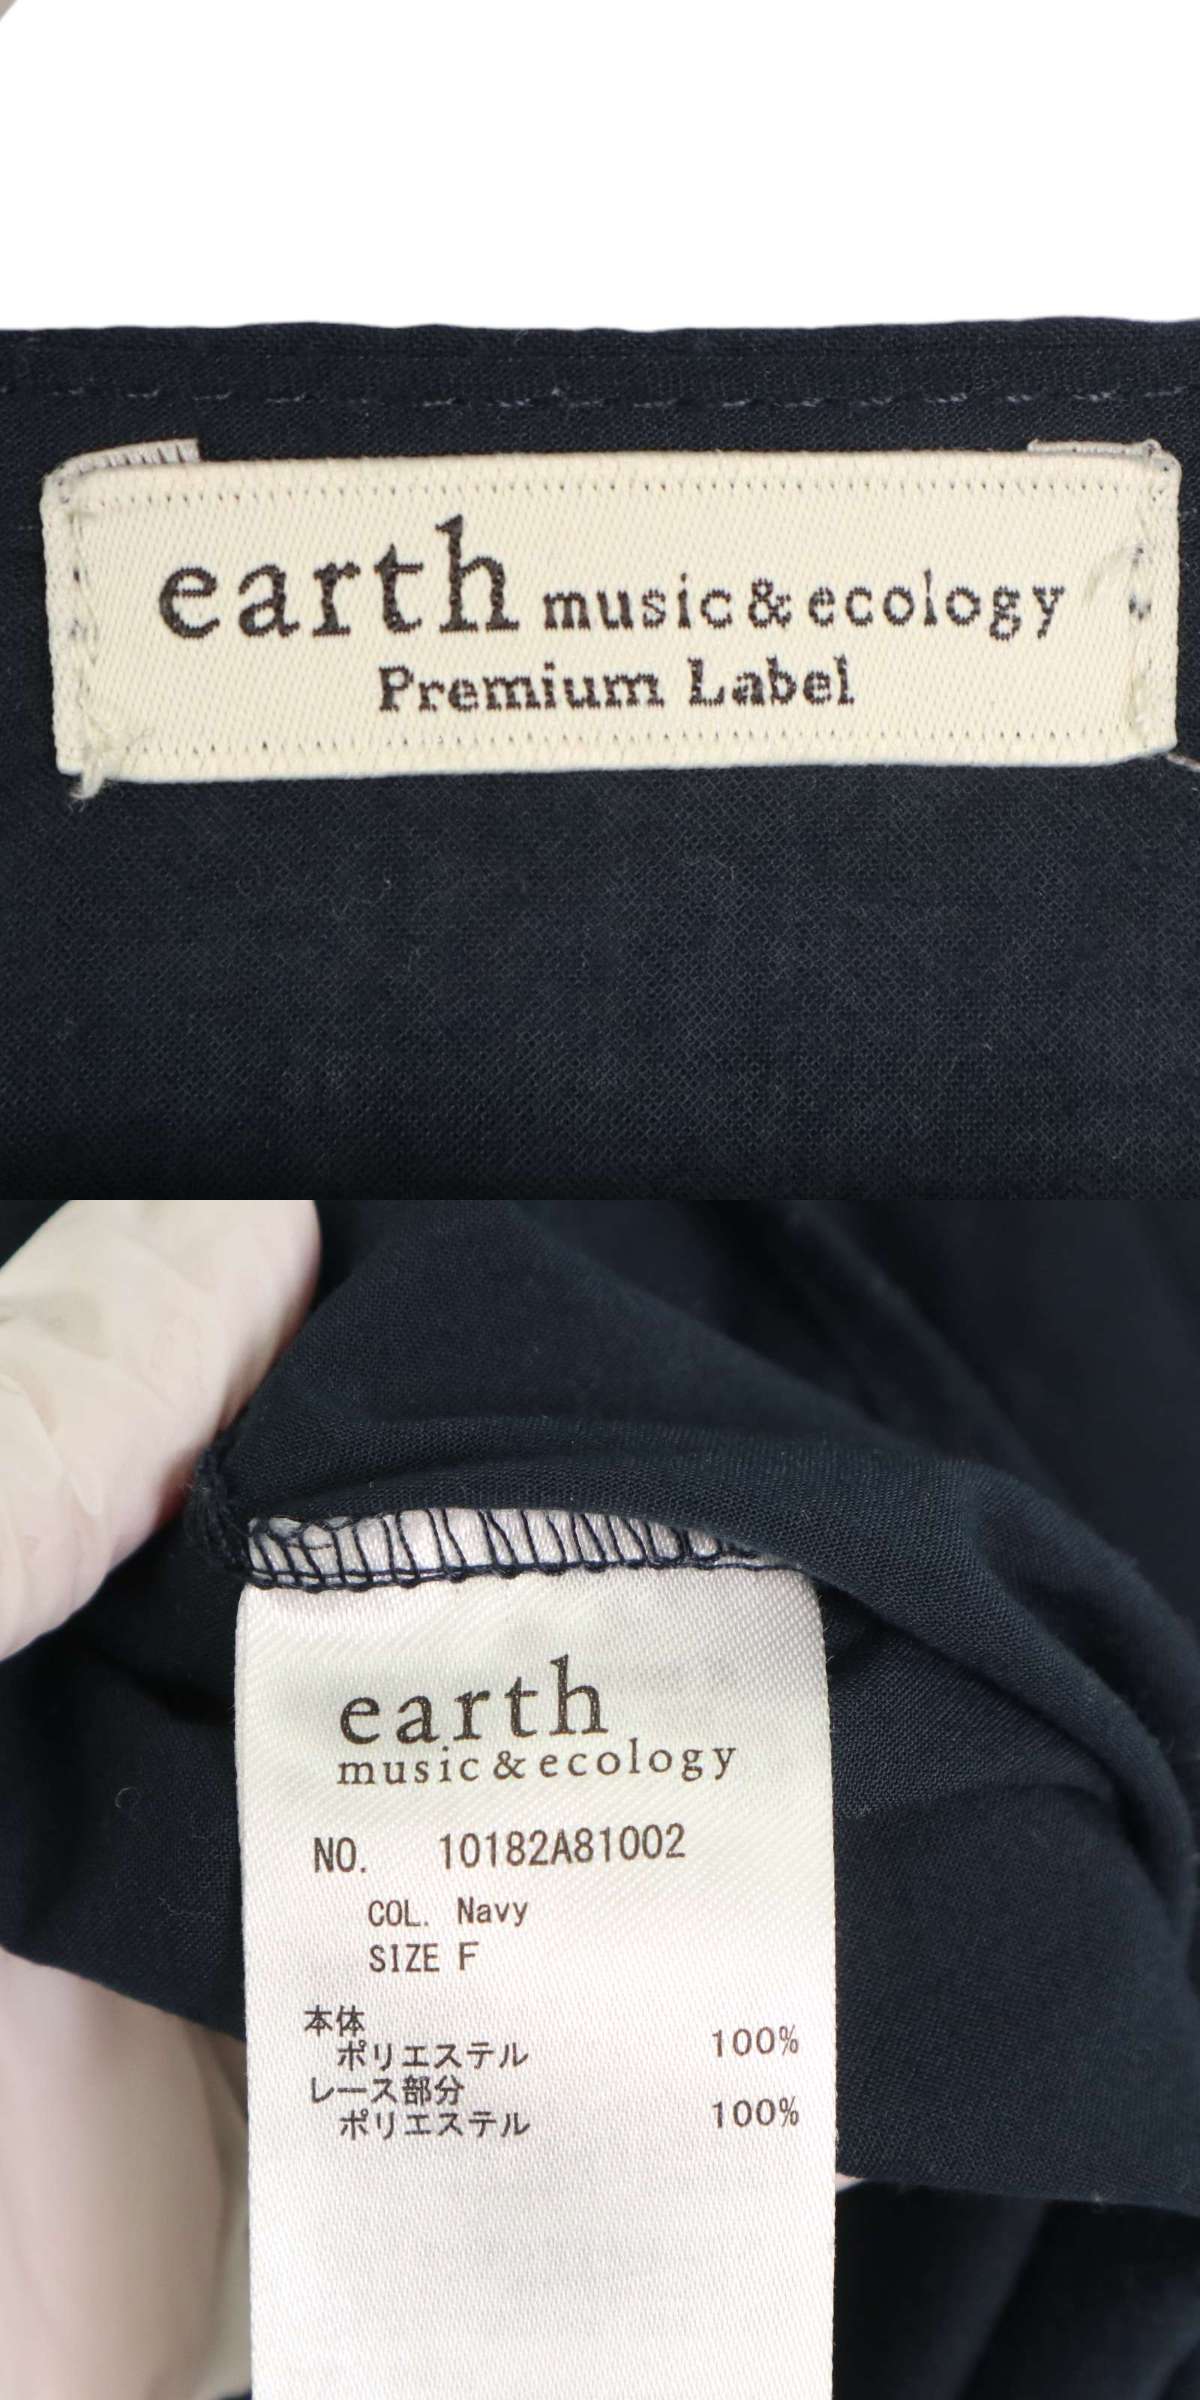 earth music&ecology
Premium Label
earth
music&ecology
NO. 10182A81002
COL. Navy
SIZE F
本体
ポリエステル 100%
レース部分
ポリエステル 100%